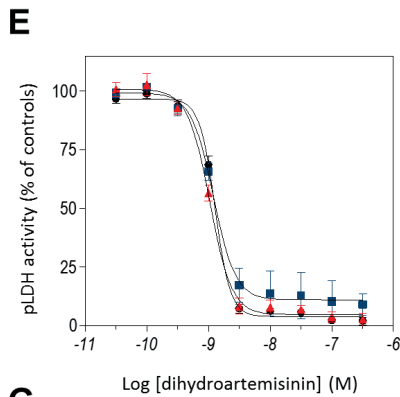 E
pLDH activity (% of controls)
100
75
50
25
0
-11 -10 -9 -8 -7 -6
Log [dihydroartemisinin] (M)